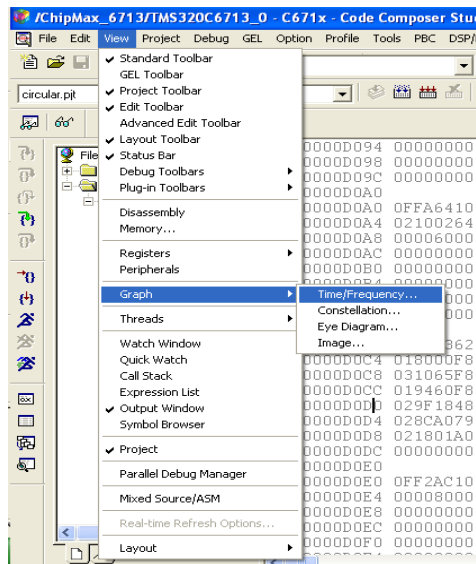 /ChipMax_6713/TMS320C6713_0 - C671x - Code Composer Stu
File Edit View Project Debug GEL Option Profile Tools PBC DSP/
circular.pjt
File
Standard Toolbar
GEL Toolbar
Project Toolbar
Edit Toolbar
Advanced Edit Toolbar
Layout Toolbar
Status Bar
Debug Toolbars
Plug-in Toolbars
Disassembly
Memory...
Registers
Peripherals
Graph
Threads
Watch Window
Quick Watch
Call Stack
Expression List
Output Window
Symbol Browser
Project
Parallel Debug Manager
Mixed Source/ASM
Real-time Refresh Options...
Layout
Time/Frequency...
Constellation...
Eye Diagram...
Image...
0000D094 00000000
0000D098 00000000
0000D09C 00000000
0000D0A0
0000D0A0 0FFA6410
0000D0A4 02100264
0000D0A8 00006000
0000D0AC 00000000
0000D0B0 00000000
0000D0C4 018000F8
0000D0C8 031065F8
0000D0CC 019460F8
0000D0D0 029F1848
0000D0D4 028CA079
0000D0D8 021801A0
0000D0DC 00000000
0000D0E0
0000D0E0 0FF2AC10
0000D0E4 00008000
0000D0E8 00000000
0000D0EC 00000000
0000D0F0 00000000